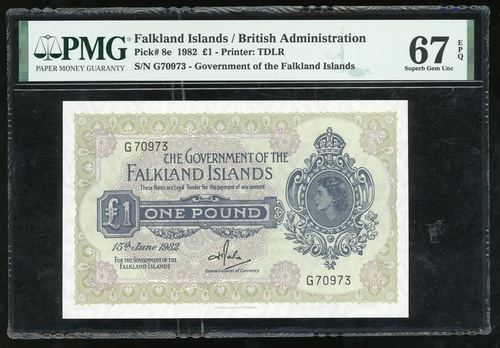 PMG
PAPER MONEY GUARANTY
Falkland Islands / British Administration
Pick# 8e 1982 £1 - Printer: TDLR
S/N G70973 - Government of the Falkland Islands
67 EPQ
Superb Gem Unc
G70973
THE GOVERNMENT OF THE
FALKLAND ISLANDS
These Notes are Legal Tender for the payment of any amount
£1 ONE POUND
15th June 1982
FOR THE GOVERNMENT OF THE
FALKLAND ISLANDS
Commissioner of Currency
G70973